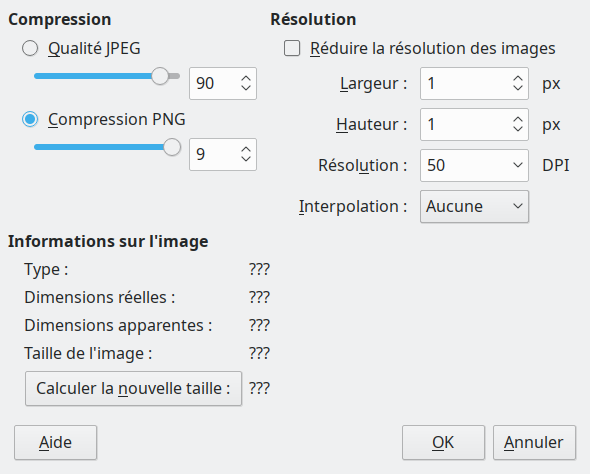 Compression
Qualité JPEG
90
Compression PNG
9
Résolution
Réduire la résolution des images
Largeur : 1 px
Hauteur : 1 px
Résolution : 50 DPI
Interpolation : Aucune
Informations sur l'image
Type : ???
Dimensions réelles : ???
Dimensions apparentes : ???
Taille de l'image : ???
Calculer la nouvelle taille : ???
Aide
OK
Annuler